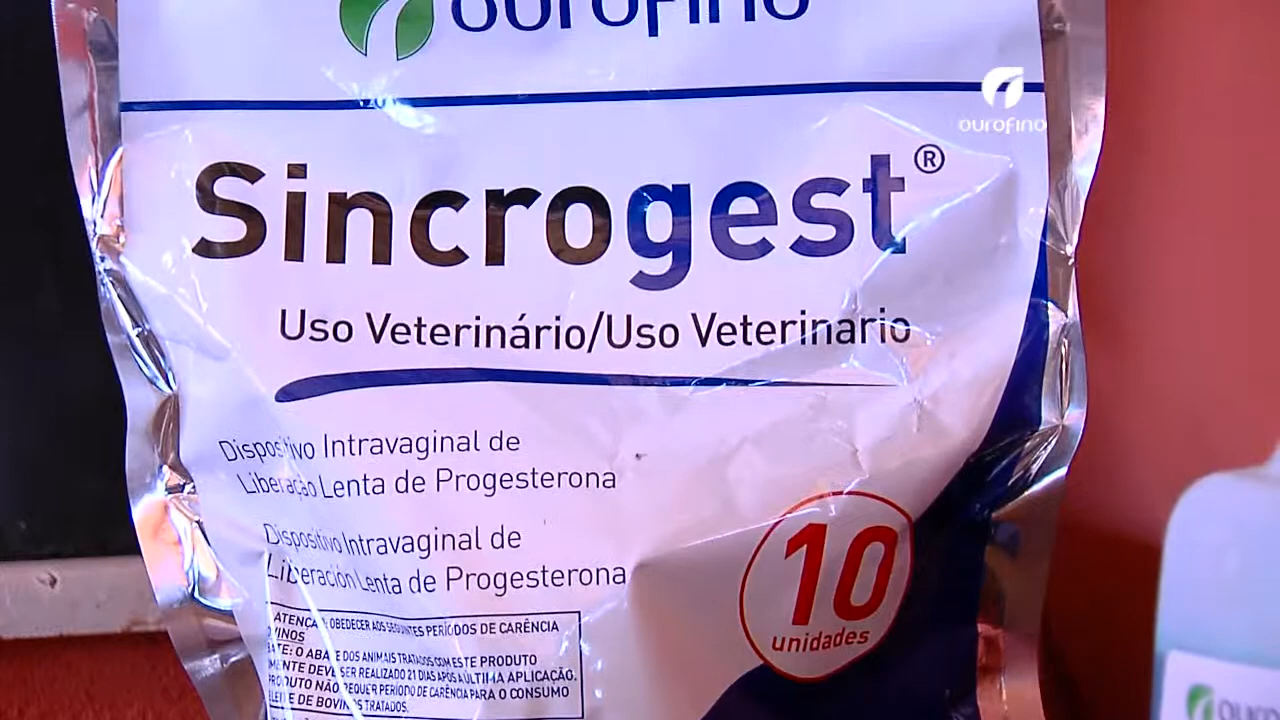 ourofino
ourofino
Sincrogest®
Uso Veterinário/Uso Veterinario
Dispositivo Intravaginal de
Liberação Lenta de Progesterona
Dispositivo Intravaginal de
Liberación Lenta de Progesterona
10
unidades
OBEDECER AOS SEGUINTES PERÍODOS DE CARÊNCIA
O ABATE DOS ANIMAIS TRATADOS COM ESTE PRODUTO
DEVE SER REALIZADO 21 DIAS APÓS A ÚLTIMA APLICAÇÃO.
NÃO REQUER PERÍODO DE CARÊNCIA PARA O CONSUMO
DE BOVINOS TRATADOS.